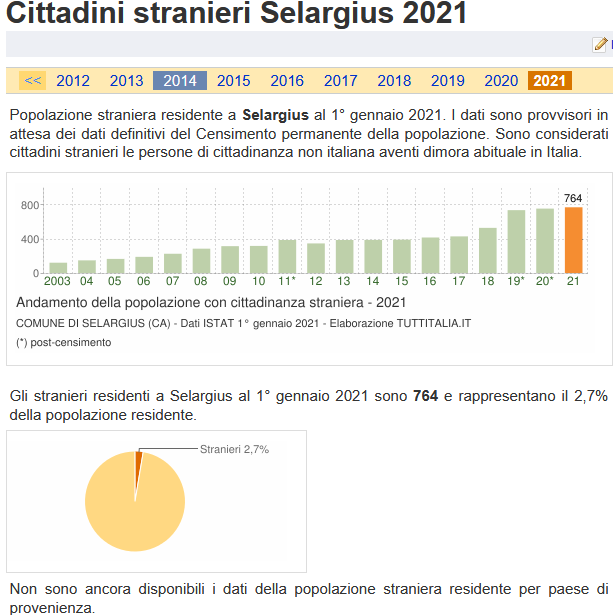 Cittadini stranieri Selargius 2021
<< 2012 2013 2014 2015 2016 2017 2018 2019 2020 2021
Popolazione straniera residente a Selargius al 1° gennaio 2021. I dati sono provvisori in
attesa dei dati definitivi del Censimento permanente della popolazione. Sono considerati
cittadini stranieri le persone di cittadinanza non italiana aventi dimora abituale in Italia.
764
800
400
0
2003 04 05 06 07 08 09 10 11* 12 13 14 15 16 17 18 19* 20* 21
Andamento della popolazione con cittadinanza straniera - 2021
COMUNE DI SELARGIUS (CA) - Dati ISTAT 1° gennaio 2021 - Elaborazione TUTTITALIA.IT
(*) post-censimento
Gli stranieri residenti a Selargius al 1° gennaio 2021 sono 764 e rappresentano il 2,7%
della popolazione residente.
Stranieri 2,7%
Non sono ancora disponibili i dati della popolazione straniera residente per paese di
provenienza.